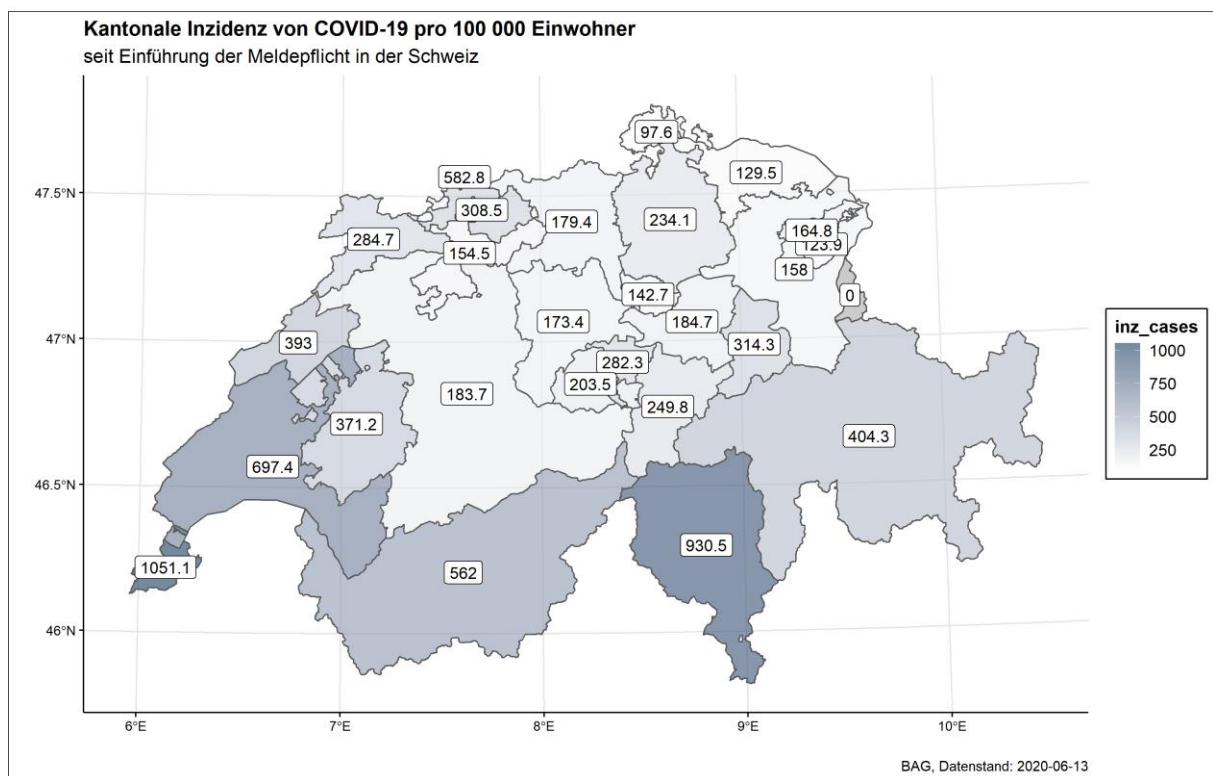 Kantonale Inzidenz von COVID-19 pro 100 000 Einwohner
seit Einführung der Meldepflicht in der Schweiz
97.6
47.5°N
582.8
129.5
308.5
179.4
234.1
164.8
284.7
154.5
123.9
158
142.7
0
173.4
184.7
47°N
393
314.3
282.3
203.5
183.7
249.8
371.2
404.3
697.4
46.5°N
930.5
1051.1
562
46°N
6°E
7°E
8°E
9°E
10°E
inz_cases
1000
750
500
250
BAG, Datenstand: 2020-06-13